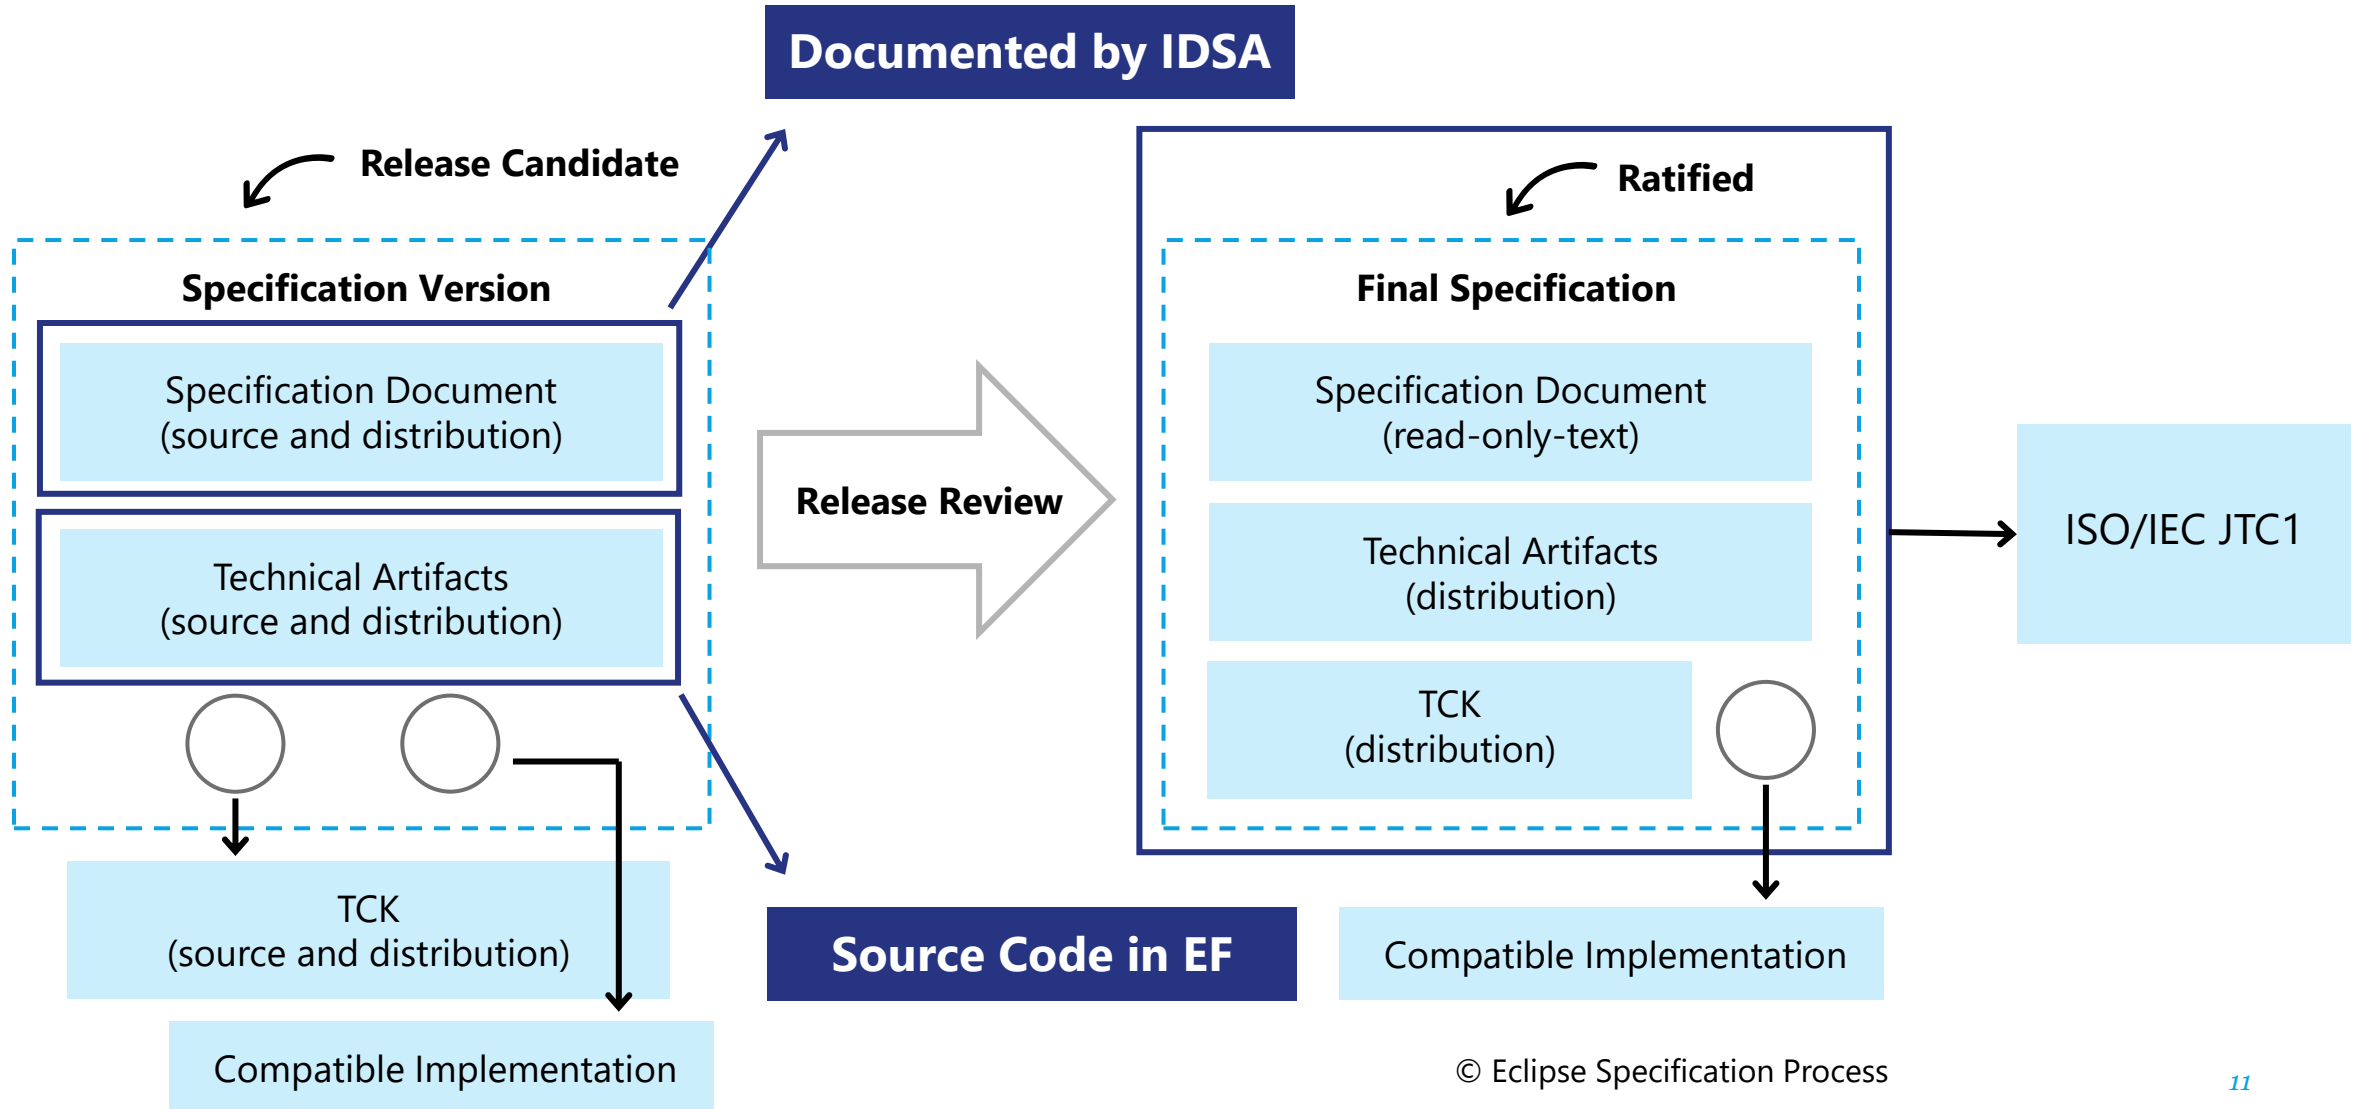 Documented by IDSA
Release Candidate
Specification Version
Specification Document
(source and distribution)
Technical Artifacts
(source and distribution)
TCK
(source and distribution)
Compatible Implementation
Release Review
Source Code in EF
Ratified
Final Specification
Specification Document
(read-only-text)
Technical Artifacts
(distribution)
TCK
(distribution)
Compatible Implementation
ISO/IEC JTC1
© Eclipse Specification Process
11